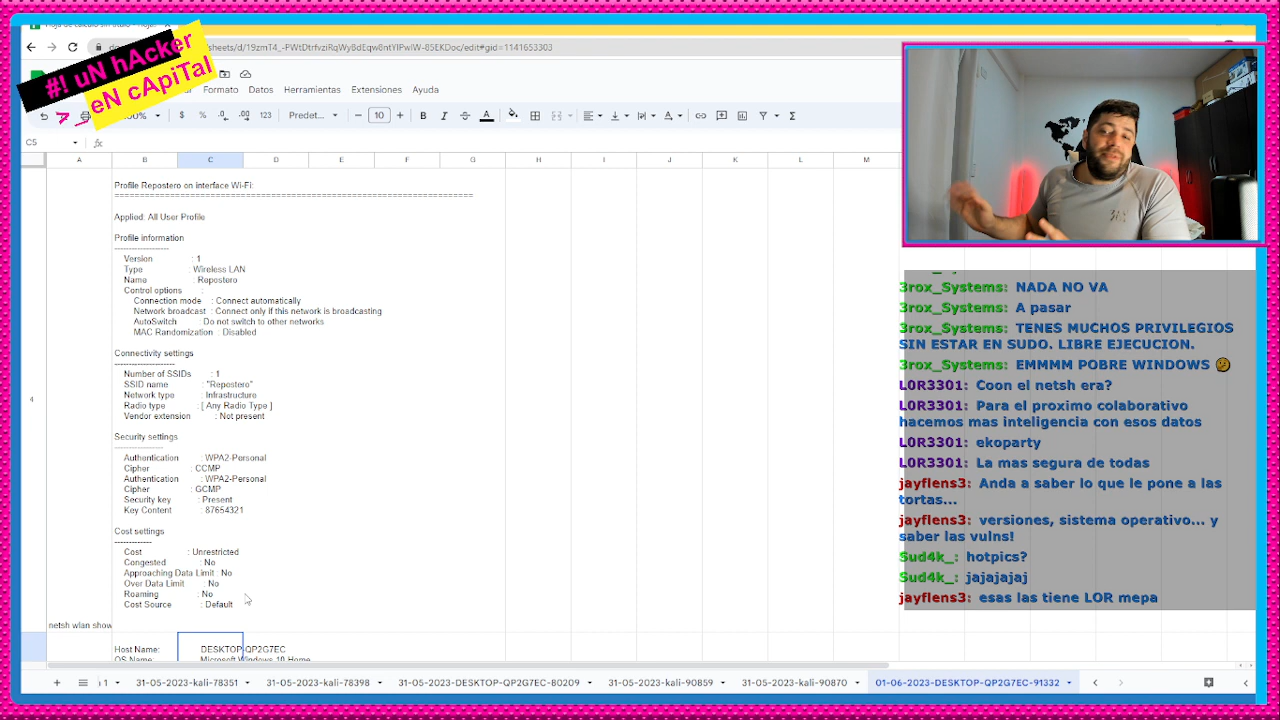 #! uN hAcker
eN cApiTal
>_
sheets/d/19zmT4_-PWtDtrfvziRqWyBdEqw8ntYIPwIW-85EKDoc/edit#gid=1141653303
Formato Datos Herramientas Extensiones Ayuda
$ % .0 .00 123 Predet... 10 B I A Σ
C5 fx
A B C D E F G H I J K L M
Profile Repostero on interface Wi-Fi:
=======================================================================
Applied: All User Profile
Profile information
-------------------
Version : 1
Type : Wireless LAN
Name : Repostero
Control options :
Connection mode : Connect automatically
Network broadcast : Connect only if this network is broadcasting
AutoSwitch : Do not switch to other networks
MAC Randomization : Disabled
Connectivity settings
---------------------
Number of SSIDs : 1
SSID name : "Repostero"
Network type : Infrastructure
Radio type : [ Any Radio Type ]
Vendor extension : Not present
4
Security settings
-----------------
Authentication : WPA2-Personal
Cipher : CCMP
Authentication : WPA2-Personal
Cipher : GCMP
Security key : Present
Key Content : 87654321
Cost settings
-------------
Cost : Unrestricted
Congested : No
Approaching Data Limit : No
Over Data Limit : No
Roaming : No
Cost Source : Default
netsh wlan show
Host Name: DESKTOP-QP2G7EC
OS Name: Microsoft Windows 10 Home
31-05-2023-kali-78351 31-05-2023-kali-78398 31-05-2023-DESKTOP-QP2G7EC-8 31-05-2023-kali-90859 31-05-2023-kali-90870 01-06-2023-DESKTOP-QP2G7EC-91332
3rox_Systems: NADA NO VA
3rox_Systems: A pasar
3rox_Systems: TENES MUCHOS PRIVILEGIOS
SIN ESTAR EN SUDO. LIBRE EJECUCION.
3rox_Systems: EMMMM POBRE WINDOWS
L0R3301: Coon el netsh era?
L0R3301: Para el proximo colaborativo
hacemos mas inteligencia con esos datos
L0R3301: ekoparty
L0R3301: La mas segura de todas
jayflens3: Anda a saber lo que le pone a las
tortas...
jayflens3: versiones, sistema operativo... y
saber las vulns!
Sud4k_: hotpics?
Sud4k_: jajajajaj
jayflens3: esas las tiene LOR mepa